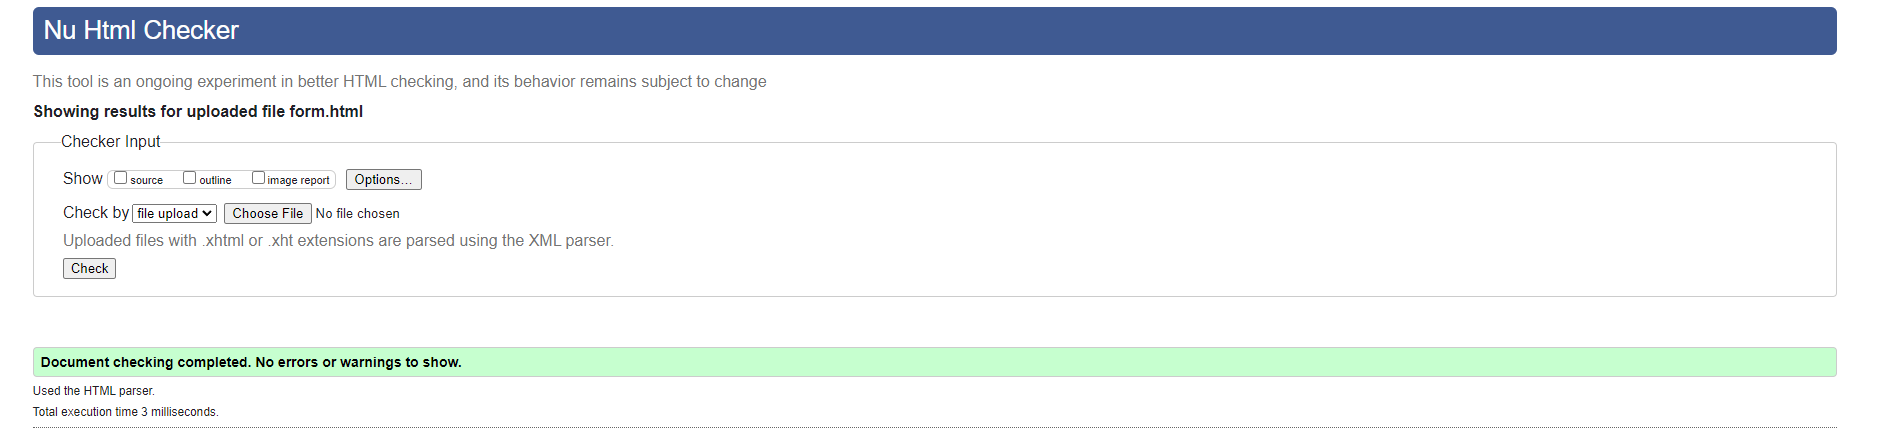 Nu Html Checker
This tool is an ongoing experiment in better HTML checking, and its behavior remains subject to change
Showing results for uploaded file form.html
Checker Input
Show source outline image report Options...
Check by file upload Choose File No file chosen
Uploaded files with .xhtml or .xht extensions are parsed using the XML parser.
Check
Document checking completed. No errors or warnings to show.
Used the HTML parser.
Total execution time 3 milliseconds.